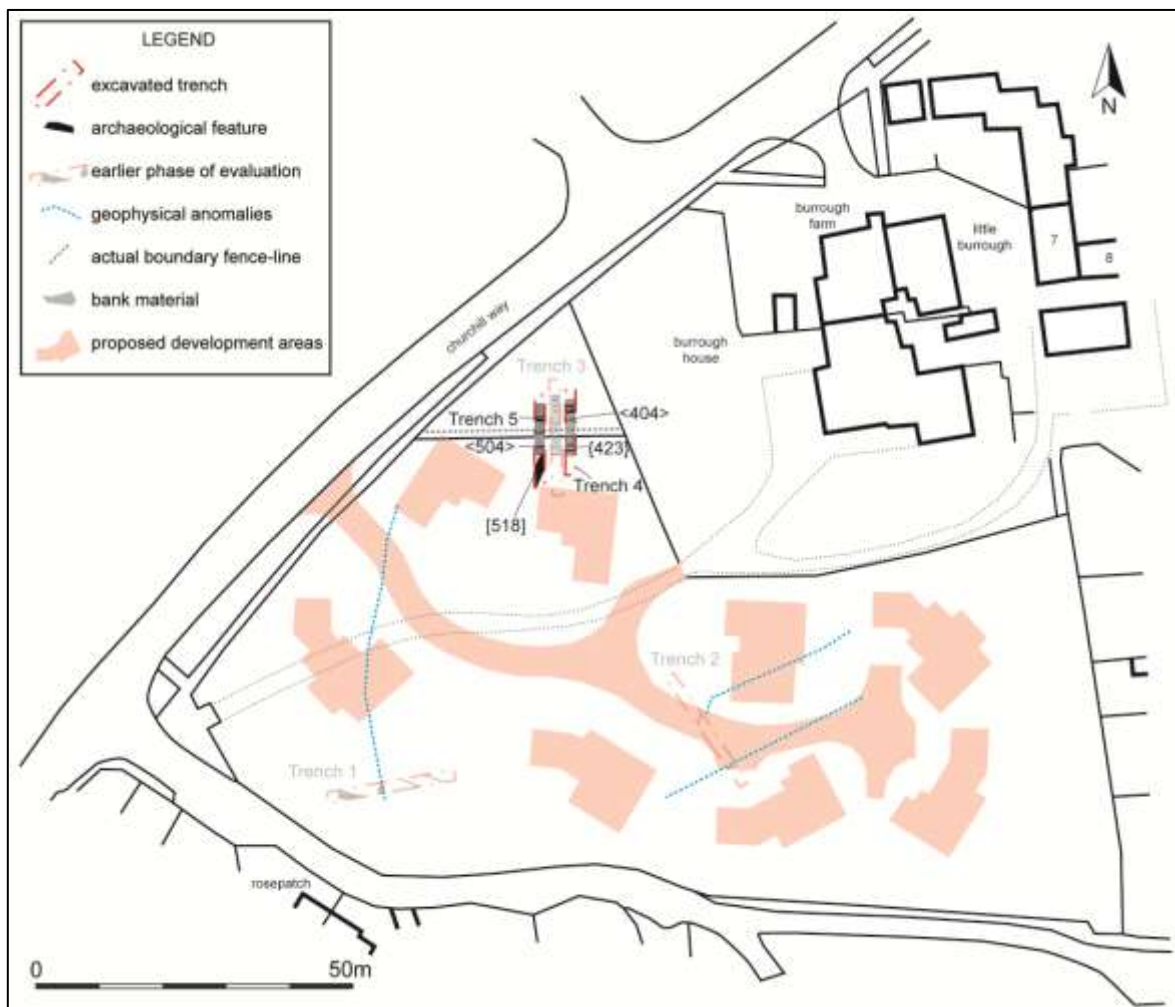 LEGEND
excavated trench
archaeological feature
earlier phase of evaluation
geophysical anomalies
actual boundary fence-line
bank material
proposed development areas
N
burrough
farm
little
burrough
7
8
churchill way
burrough
house
Trench 3
Trench 5
<404>
<504>
{423}
Trench 4
[518]
Trench 2
Trench 1
rosepatch
0
50m